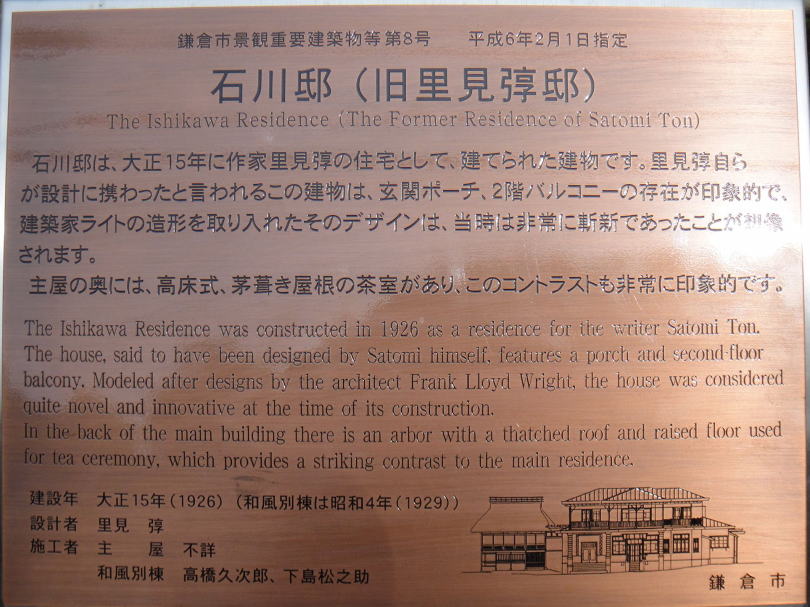 鎌倉市景観重要建築物等第8号　平成6年2月1日指定
石川邸（旧里見弴邸）
The Ishikawa Residence (The Former Residence of Satomi Ton)
石川邸は、大正15年に作家里見弴の住宅として、建てられた建物です。里見弴自ら
が設計に携わったと言われるこの建物は、玄関ポーチ、2階バルコニーの存在が印象的で、
建築家ライトの造形を取り入れたそのデザインは、当時は非常に斬新であったことが想像
されます。
主屋の奥には、高床式、茅葺き屋根の茶室があり、このコントラストも非常に印象的です。
The Ishikawa Residence was constructed in 1926 as a residence for the writer Satomi Ton.
The house, said to have been designed by Satomi himself, features a porch and second-floor
balcony. Modeled after designs by the architect Frank Lloyd Wright, the house was considered
quite novel and innovative at the time of its construction.
In the back of the main building there is an arbor with a thatched roof and raised floor used
for tea ceremony, which provides a striking contrast to the main residence.
建設年　大正15年(1926)　(和風別棟は昭和4年(1929))
設計者　里見　弴
施工者　主　屋　不詳
和風別棟　高橋久次郎、下島松之助
鎌倉市